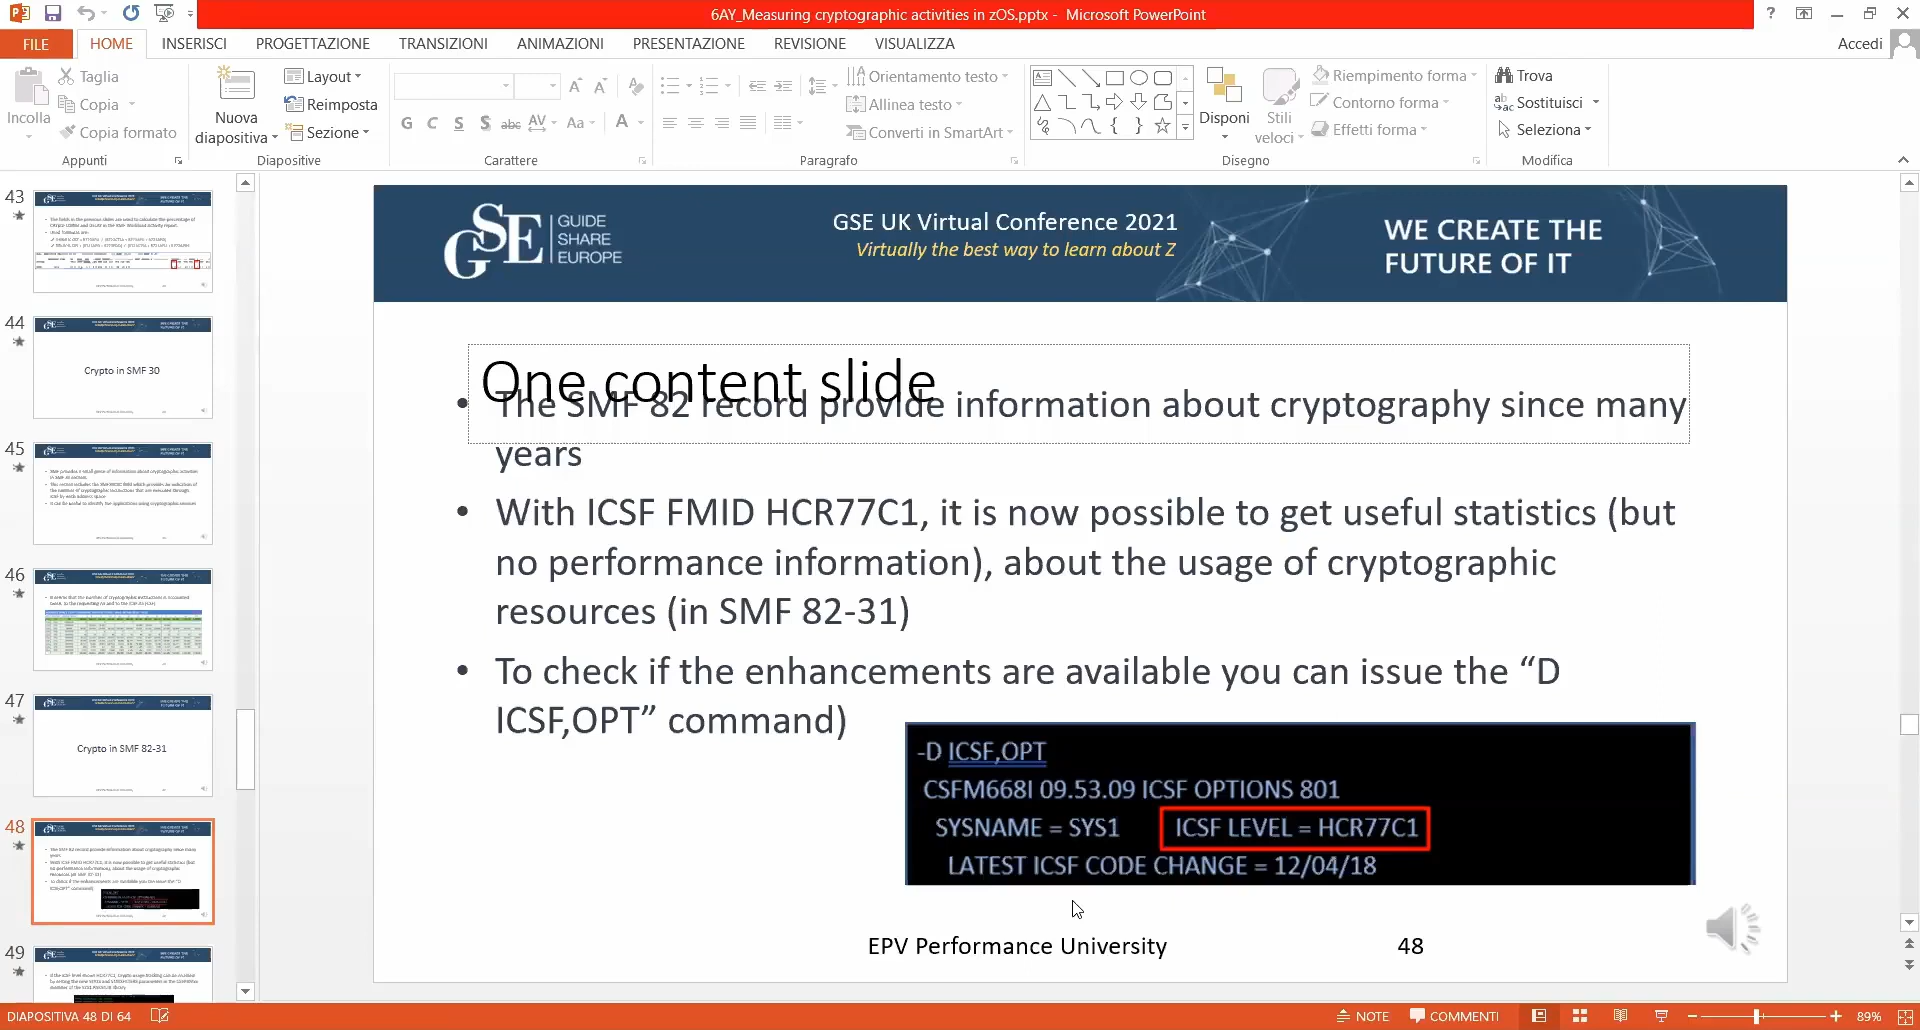 6AY_Measuring cryptographic activities in zOS.pptx - Microsoft PowerPoint
?
FILE HOME INSERISCI PROGETTAZIONE TRANSIZIONI ANIMAZIONI PRESENTAZIONE REVISIONE VISUALIZZA Accedi
Incolla
Taglia
Copia
Copia formato
Appunti
Nuova
diapositiva
Layout
Reimposta
Sezione
Diapositive
G C S S abc AV Aa A
Carattere
Orientamento testo
Allinea testo
Converti in SmartArt
Paragrafo
Disponi
Stili
veloci
Riempimento forma
Contorno forma
Effetti forma
Disegno
Trova
Sostituisci
Seleziona
Modifica
43
44
Crypto in SMF 30
45
46
47
Crypto in SMF 82-31
48
49
GSE
GUIDE
SHARE
EUROPE
GSE UK Virtual Conference 2021
Virtually the best way to learn about Z
WE CREATE THE
FUTURE OF IT
One content slide
• The SMF 82 record provide information about cryptography since many
years
• With ICSF FMID HCR77C1, it is now possible to get useful statistics (but
no performance information), about the usage of cryptographic
resources (in SMF 82-31)
• To check if the enhancements are available you can issue the “D
ICSF,OPT” command)
-D ICSF,OPT
CSFM668I 09.53.09 ICSF OPTIONS 801
SYSNAME = SYS1 ICSF LEVEL = HCR77C1
LATEST ICSF CODE CHANGE = 12/04/18
EPV Performance University 48
DIAPOSITIVA 48 DI 64 NOTE COMMENTI 89%